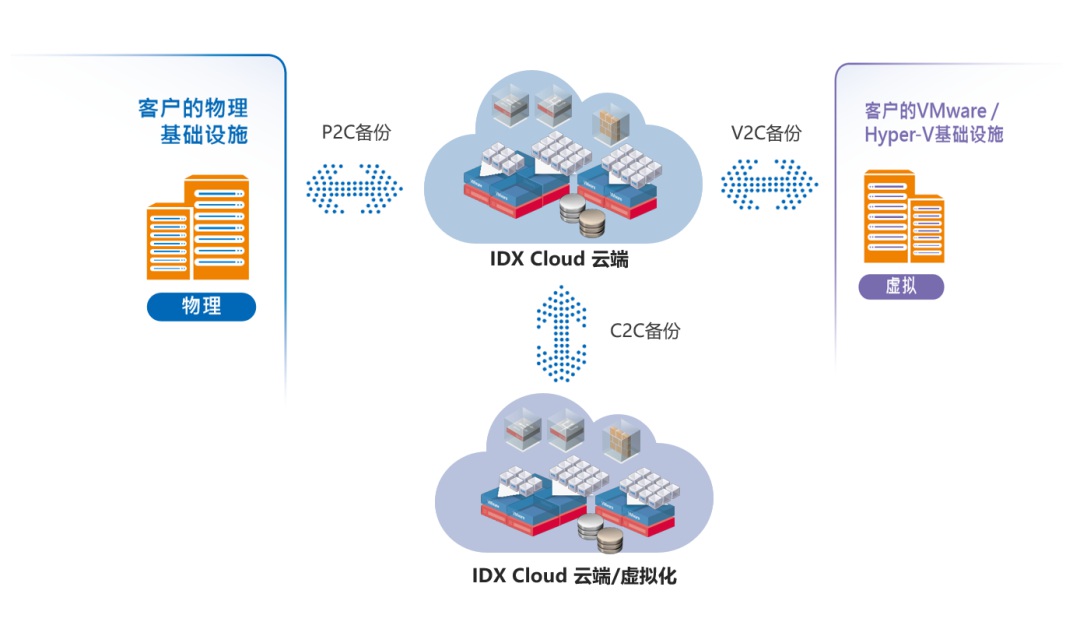 客户的物理
基础设施
P2C备份
V2C备份
客户的VMware /
Hyper-V基础设施
IDX Cloud 云端
物理
虚拟
C2C备份
IDX Cloud 云端/虚拟化